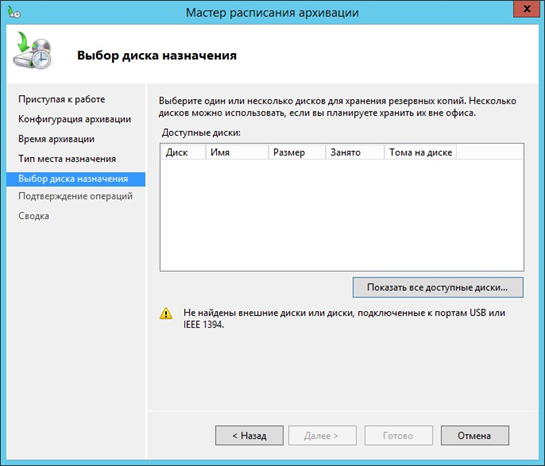 Мастер расписания архивации
Выбор диска назначения
Приступая к работе
Конфигурация архивации
Время архивации
Тип места назначения
Выбор диска назначения
Подтверждение операций
Сводка
Выберите один или несколько дисков для хранения резервных копий. Несколько
дисков можно использовать, если вы планируете хранить их вне офиса.
Доступные диски:
Диск Имя Размер Занято Тома на диске
Показать все доступные диски...
Не найдены внешние диски или диски, подключенные к портам USB или
IEEE 1394.
< Назад Далее > Готово Отмена